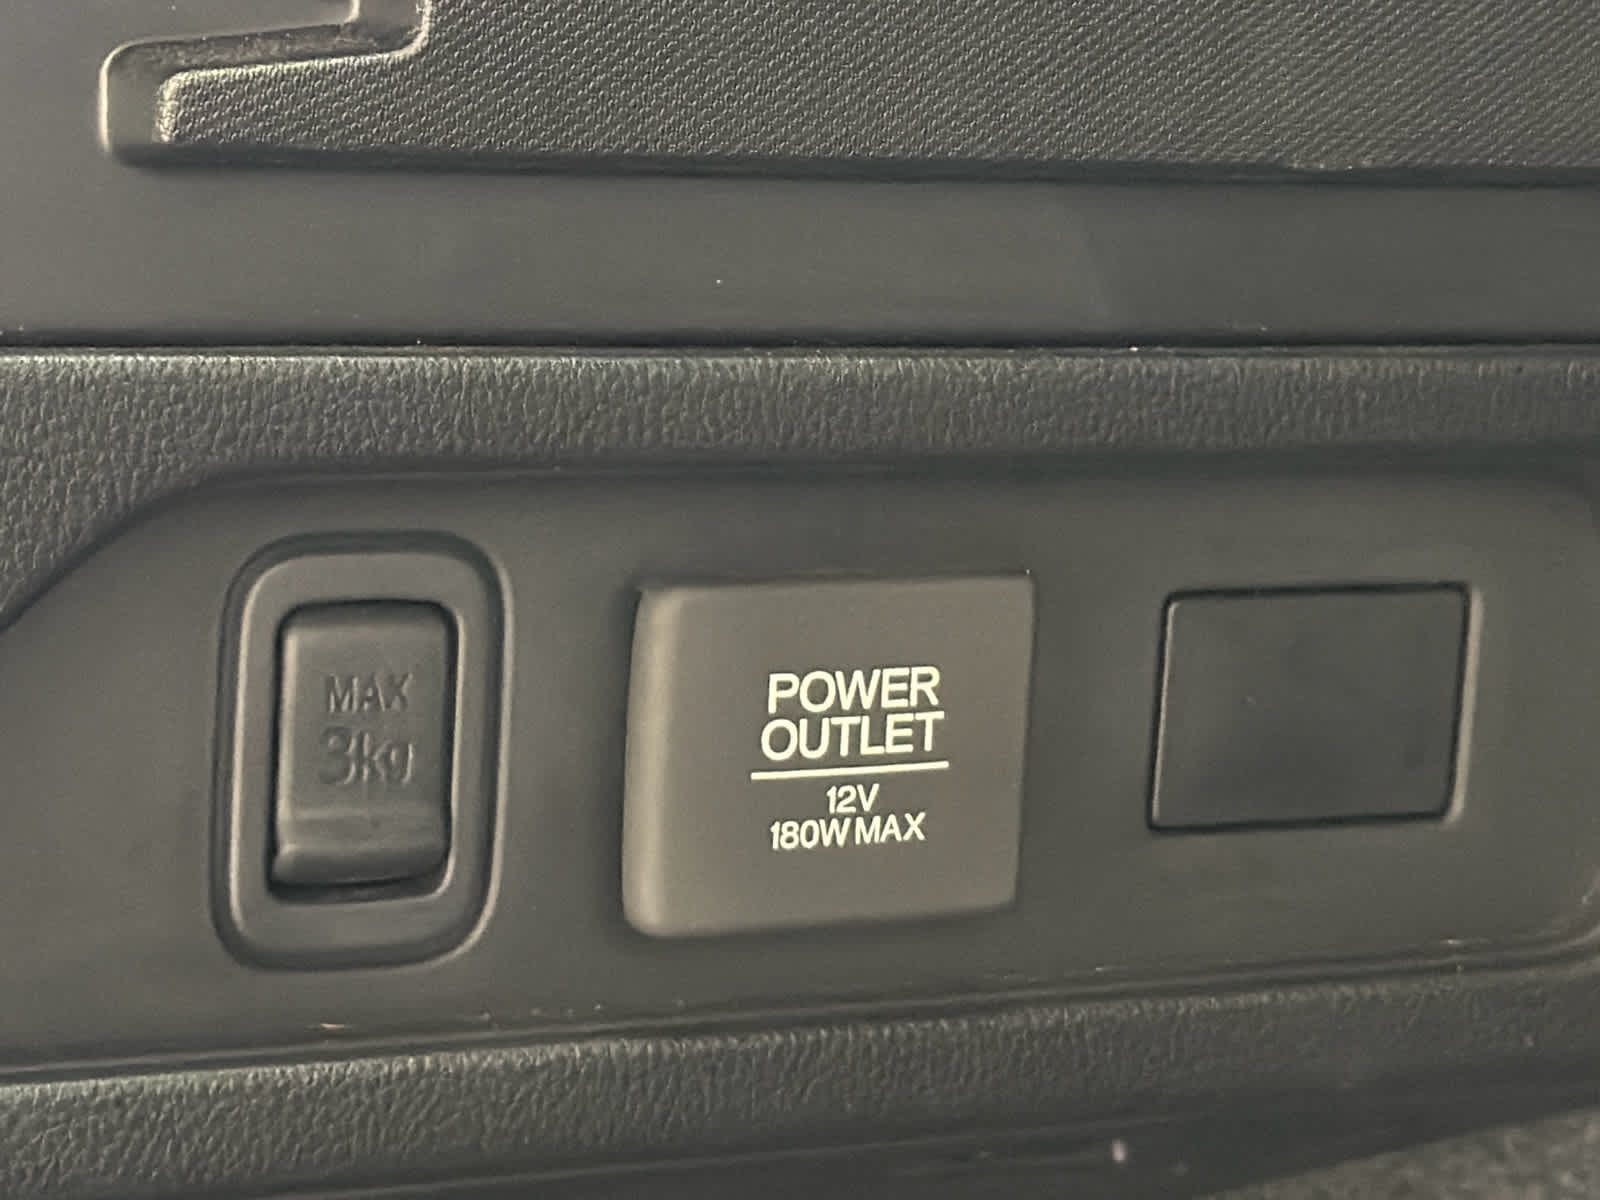 MAX
3kg
POWER
OUTLET
12V
180W MAX